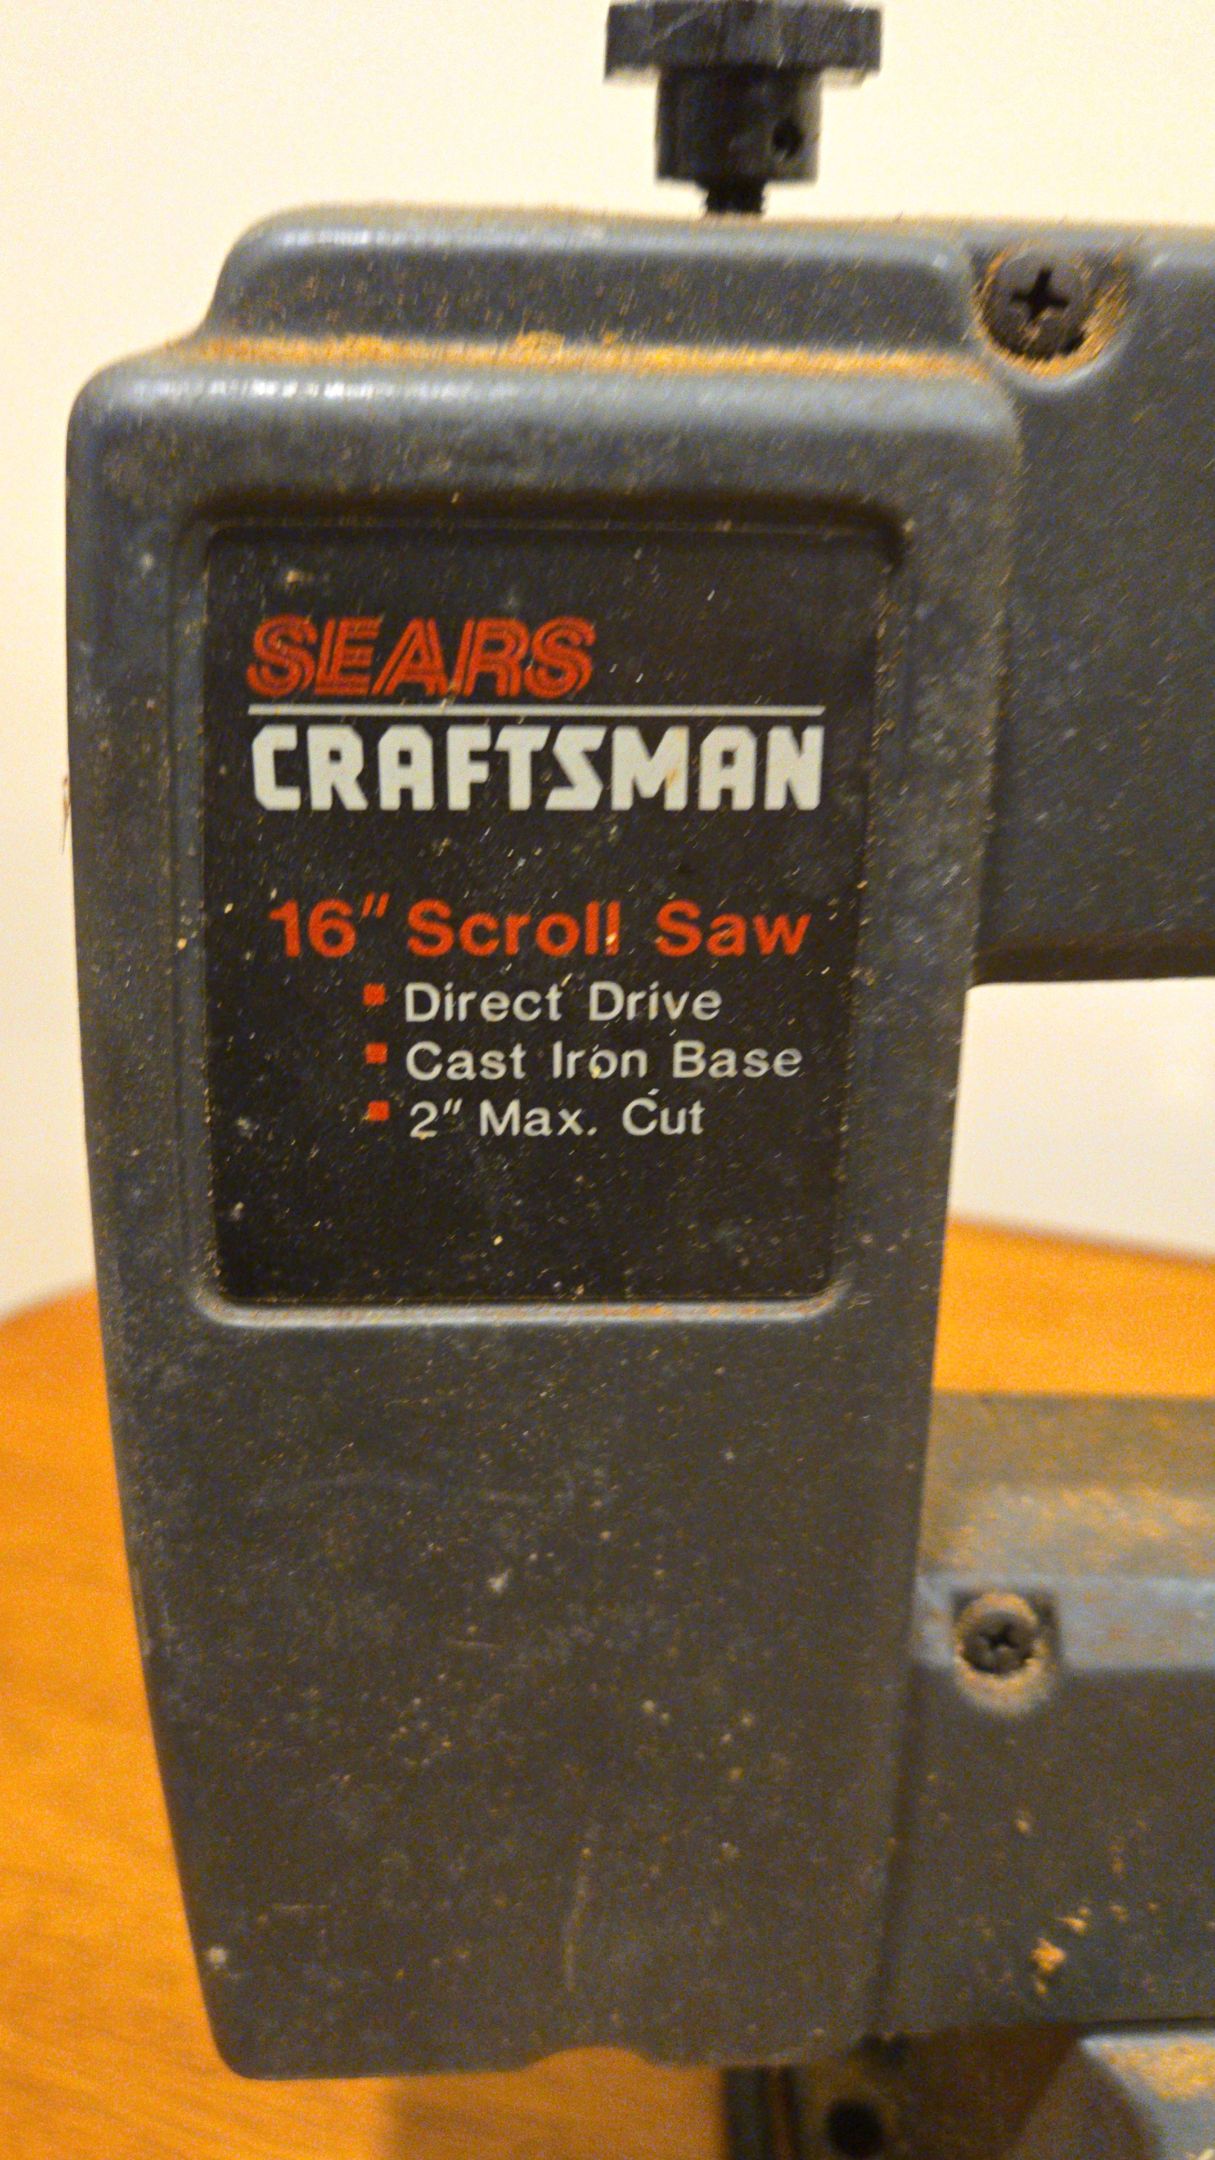 SEARS
CRAFTSMAN
16" Scroll Saw
▪ Direct Drive
▪ Cast Iron Base
▪ 2" Max. Cut